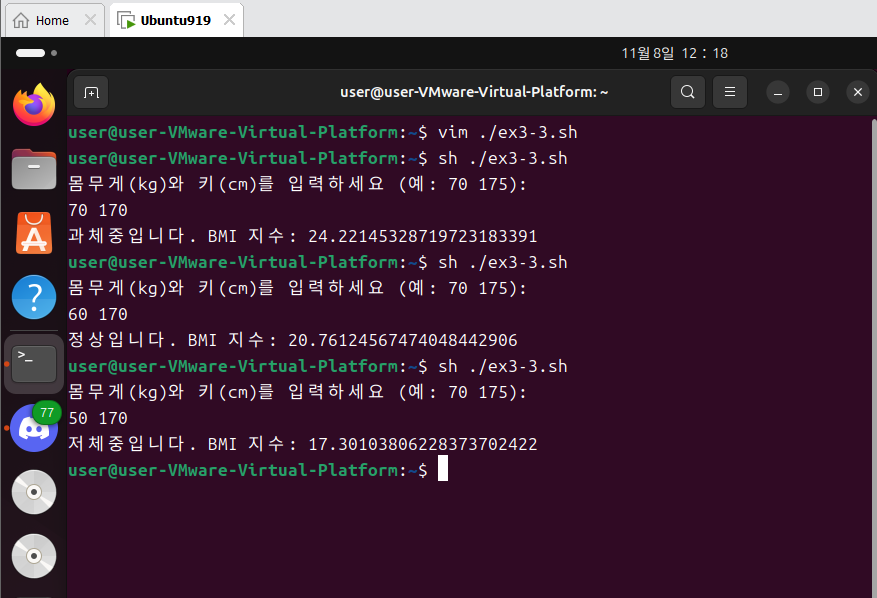 Home
Ubuntu919
11월 8일 12 : 18
user@user-VMware-Virtual-Platform: ~
user@user-VMware-Virtual-Platform:~$ vim ./ex3-3.sh
user@user-VMware-Virtual-Platform:~$ sh ./ex3-3.sh
몸무게(kg)와 키(cm)를 입력하세요 (예: 70 175):
70 170
과체중입니다. BMI 지수: 24.22145328719723183391
user@user-VMware-Virtual-Platform:~$ sh ./ex3-3.sh
몸무게(kg)와 키(cm)를 입력하세요 (예: 70 175):
60 170
정상입니다. BMI 지수: 20.76124567474048442906
user@user-VMware-Virtual-Platform:~$ sh ./ex3-3.sh
몸무게(kg)와 키(cm)를 입력하세요 (예: 70 175):
50 170
저체중입니다. BMI 지수: 17.30103806228373702422
user@user-VMware-Virtual-Platform:~$
77